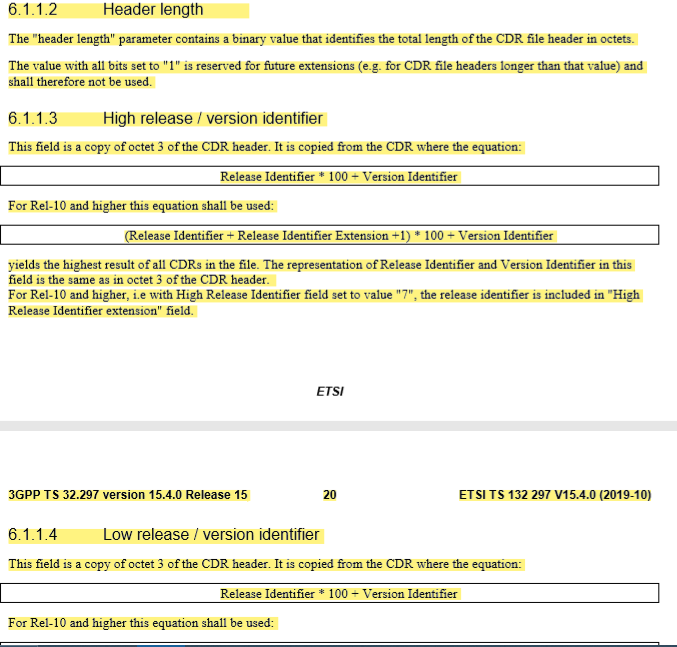 6.1.1.2 Header length
The "header length" parameter contains a binary value that identifies the total length of the CDR file header in octets.
The value with all bits set to "1" is reserved for future extensions (e.g. for CDR file headers longer than that value) and
shall therefore not be used.
6.1.1.3 High release / version identifier
This field is a copy of octet 3 of the CDR header. It is copied from the CDR where the equation:
Release Identifier * 100 + Version Identifier
For Rel-10 and higher this equation shall be used:
(Release Identifier + Release Identifier Extension +1) * 100 + Version Identifier
yields the highest result of all CDRs in the file. The representation of Release Identifier and Version Identifier in this
field is the same as in octet 3 of the CDR header.
For Rel-10 and higher, i.e with High Release Identifier field set to value "7", the release identifier is included in "High
Release Identifier extension" field.
ETSI
3GPP TS 32.297 version 15.4.0 Release 15 20 ETSI TS 132 297 V15.4.0 (2019-10)
6.1.1.4 Low release / version identifier
This field is a copy of octet 3 of the CDR header. It is copied from the CDR where the equation:
Release Identifier * 100 + Version Identifier
For Rel-10 and higher this equation shall be used: